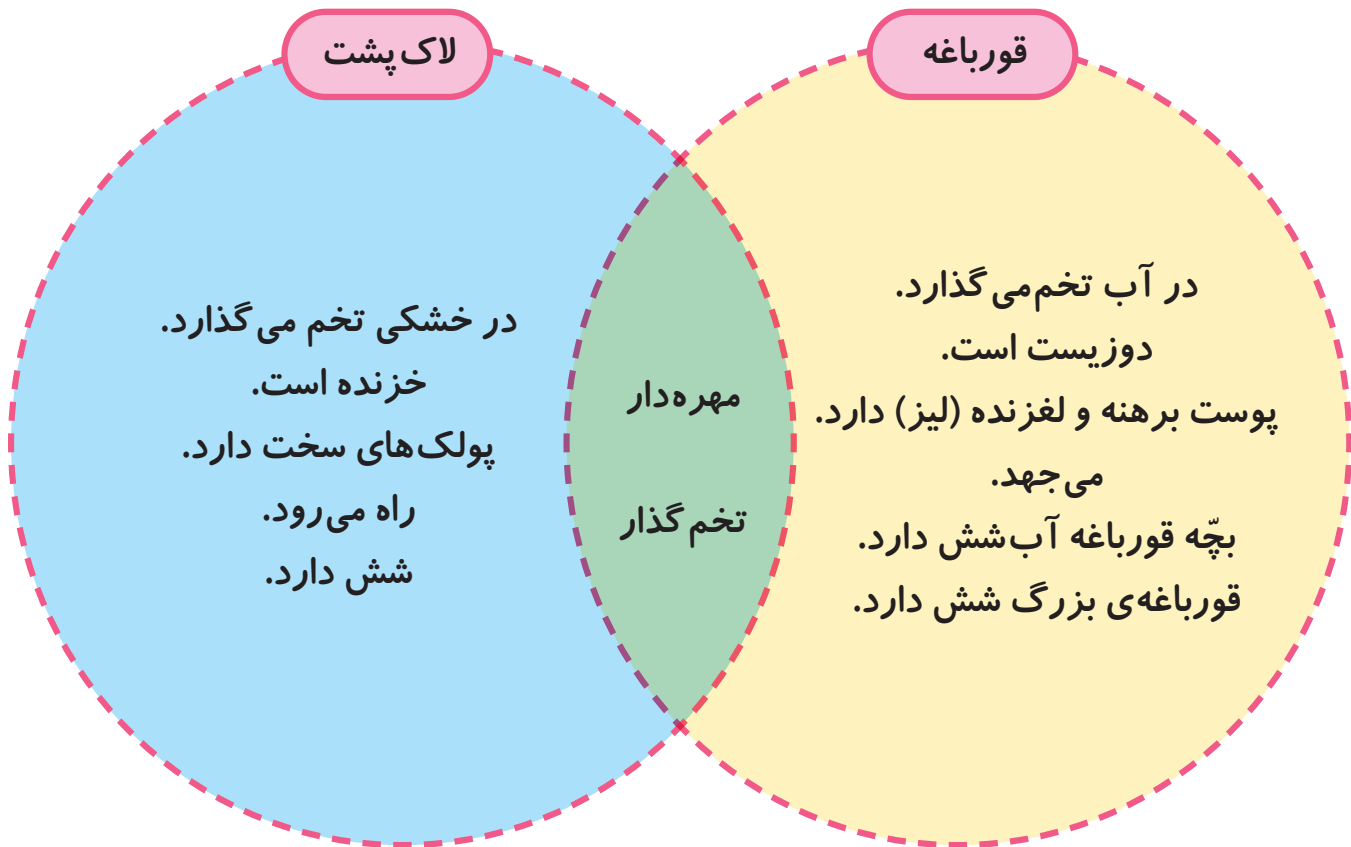 قورباغه
در آب تخم‌می‌گذارد.
دوزیست است.
پوست برهنه و لغزنده (لیز) دارد.
می‌جهد.
بچّه قورباغه آب‌شش دارد.
قورباغه‌ی بزرگ شش دارد.
مهره‌دار
تخم‌گذار
لاک‌پشت
در خشکی تخم می‌گذارد.
خزنده است.
پولک‌های سخت دارد.
راه می‌رود.
شش دارد.